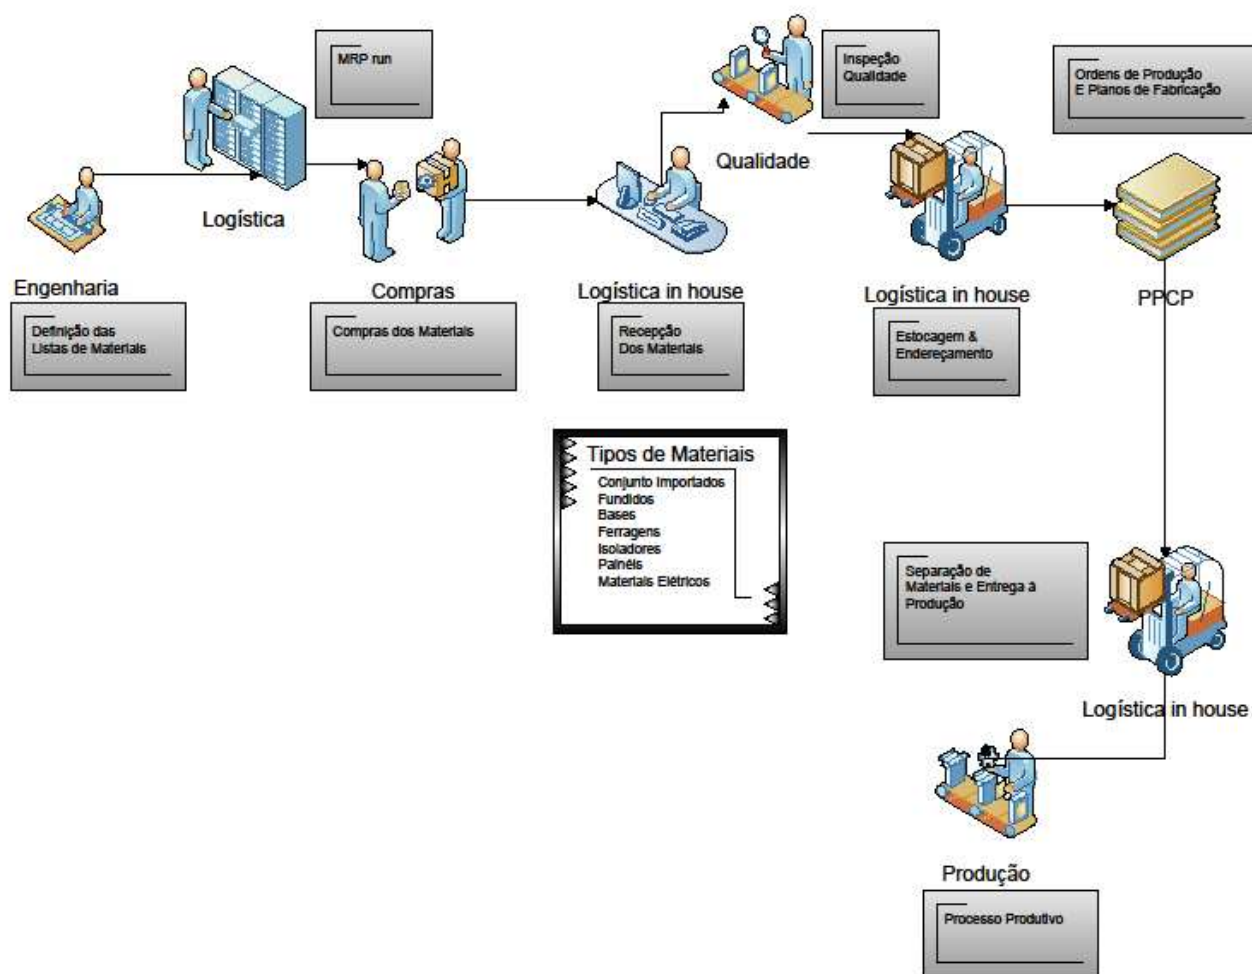 MRP run
Inspeção
Qualidade
Ordens de Produção
E Planos de Fabricação
Qualidade
Logística
Engenharia
Compras
Logística in house
Logística in house
PPCP
Definição das
Listas de Materiais
Compras dos Materiais
Recepção
Dos Materiais
Estocagem &
Endereçamento
Tipos de Materiais
Conjunto Importados
Fundidos
Bases
Ferragens
Isoladores
Painéis
Materiais Elétricos
Separação de
Materiais e Entrega à
Produção
Logística in house
Produção
Processo Produtivo